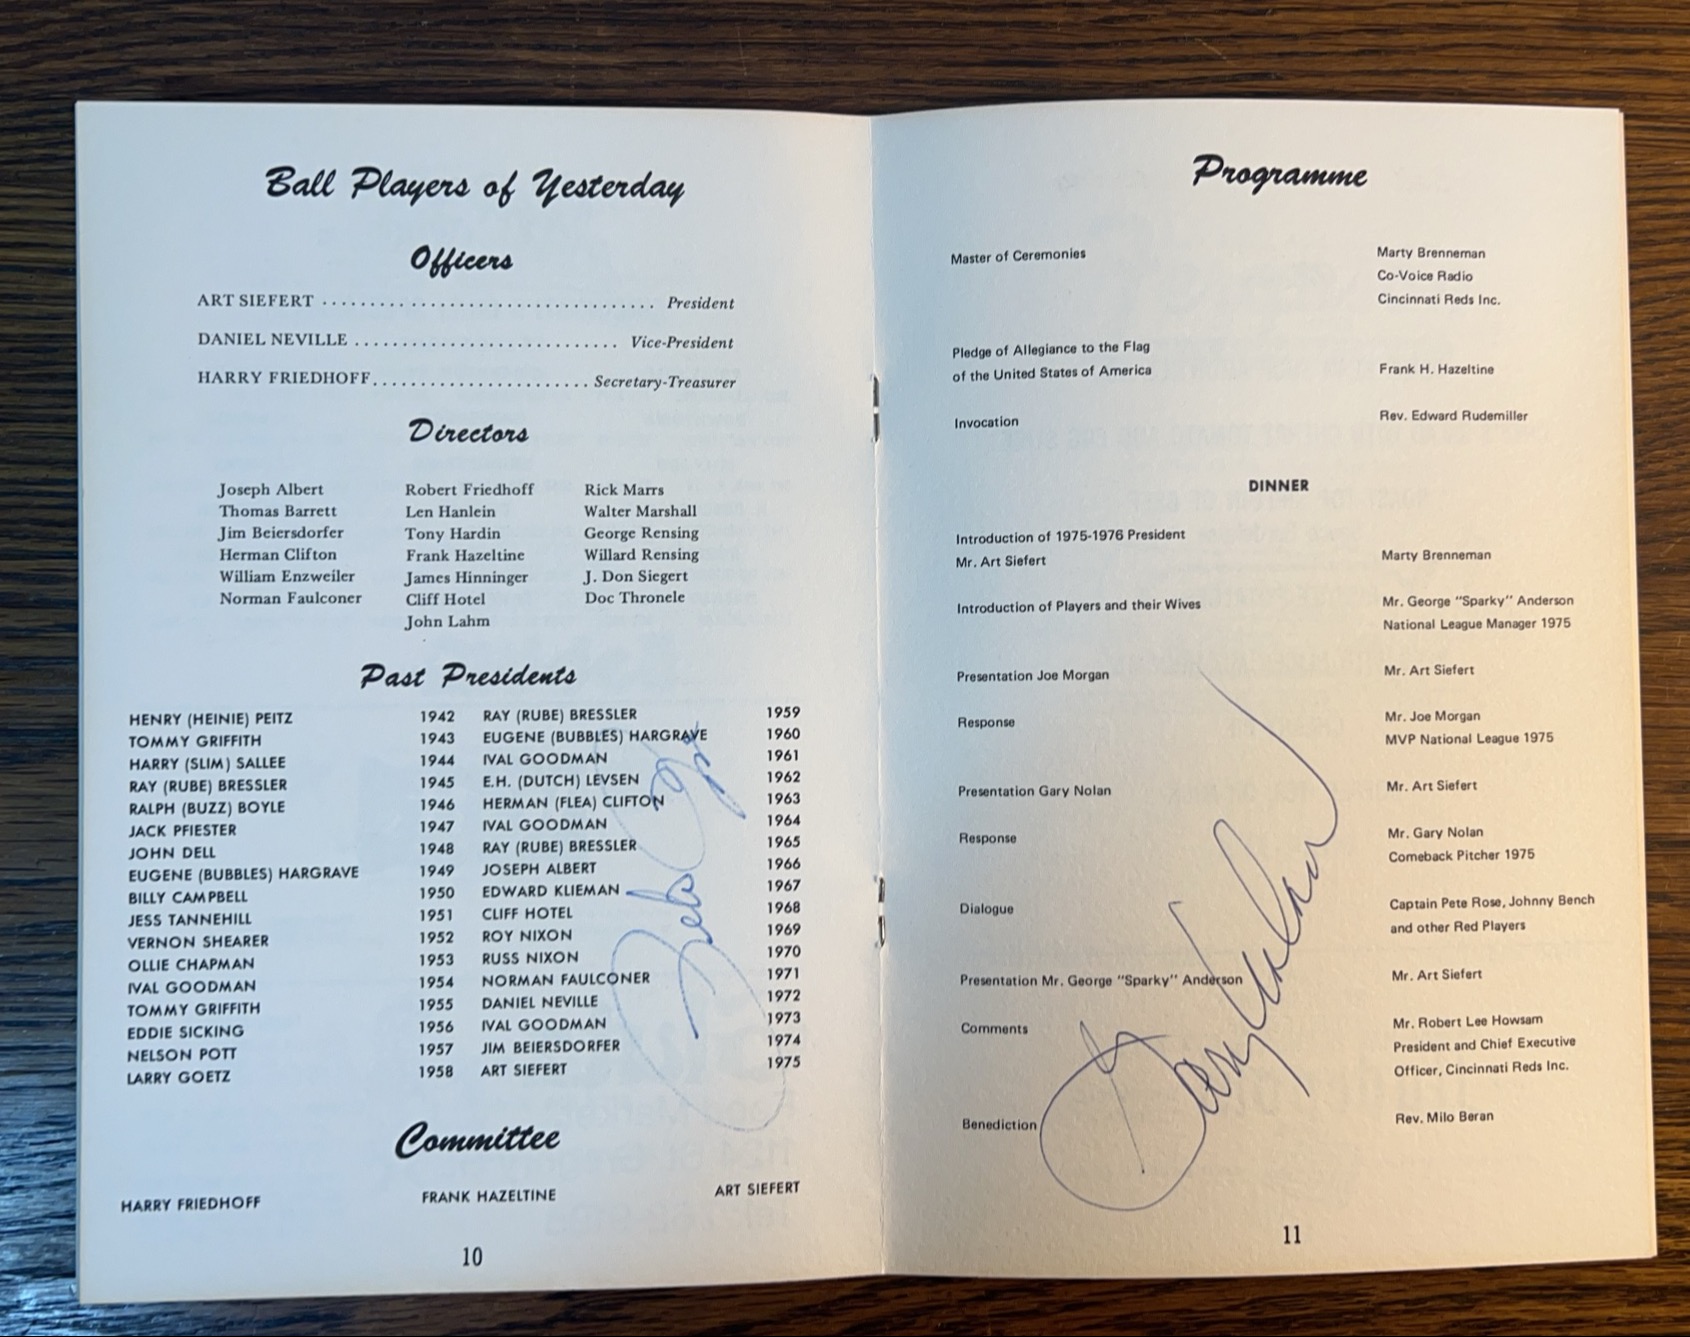 Ball Players of Yesterday
Officers
ART SIEFERT ................................... President
DANIEL NEVILLE ............................ Vice-President
HARRY FRIEDHOFF....................... Secretary-Treasurer
Directors
Joseph Albert Robert Friedhoff Rick Marrs
Thomas Barrett Len Hanlein Walter Marshall
Jim Beiersdorfer Tony Hardin George Rensing
Herman Clifton Frank Hazeltine Willard Rensing
William Enzweiler James Hinninger J. Don Siegert
Norman Faulconer Cliff Hotel Doc Thronele
John Lahm
Past Presidents
HENRY (HEINIE) PEITZ 1942 RAY (RUBE) BRESSLER 1959
TOMMY GRIFFITH 1943 EUGENE (BUBBLES) HARGRAVE 1960
HARRY (SLIM) SALLEE 1944 IVAL GOODMAN 1961
RAY (RUBE) BRESSLER 1945 E.H. (DUTCH) LEVSEN 1962
RALPH (BUZZ) BOYLE 1946 HERMAN (FLEA) CLIFTON 1963
JACK PFIESTER 1947 IVAL GOODMAN 1964
JOHN DELL 1948 RAY (RUBE) BRESSLER 1965
EUGENE (BUBBLES) HARGRAVE 1949 JOSEPH ALBERT 1966
BILLY CAMPBELL 1950 EDWARD KLIEMAN 1967
JESS TANNEHILL 1951 CLIFF HOTEL 1968
VERNON SHEARER 1952 ROY NIXON 1969
OLLIE CHAPMAN 1953 RUSS NIXON 1970
IVAL GOODMAN 1954 NORMAN FAULCONER 1971
TOMMY GRIFFITH 1955 DANIEL NEVILLE 1972
EDDIE SICKING 1956 IVAL GOODMAN 1973
NELSON POTT 1957 JIM BEIERSDORFER 1974
LARRY GOETZ 1958 ART SIEFERT 1975
Committee
HARRY FRIEDHOFF FRANK HAZELTINE ART SIEFERT
10
Programme
Master of Ceremonies Marty Brenneman
Co-Voice Radio
Cincinnati Reds Inc.
Pledge of Allegiance to the Flag
of the United States of America Frank H. Hazeltine
Invocation Rev. Edward Rudemiller
DINNER
Introduction of 1975-1976 President
Mr. Art Siefert Marty Brenneman
Introduction of Players and their Wives Mr. George "Sparky" Anderson
National League Manager 1975
Presentation Joe Morgan Mr. Art Siefert
Response Mr. Joe Morgan
MVP National League 1975
Presentation Gary Nolan Mr. Art Siefert
Response Mr. Gary Nolan
Comeback Pitcher 1975
Dialogue Captain Pete Rose, Johnny Bench
and other Red Players
Presentation Mr. George "Sparky" Anderson Mr. Art Siefert
Comments Mr. Robert Lee Howsam
President and Chief Executive
Officer, Cincinnati Reds Inc.
Benediction Rev. Milo Beran
Gary Nolan
11